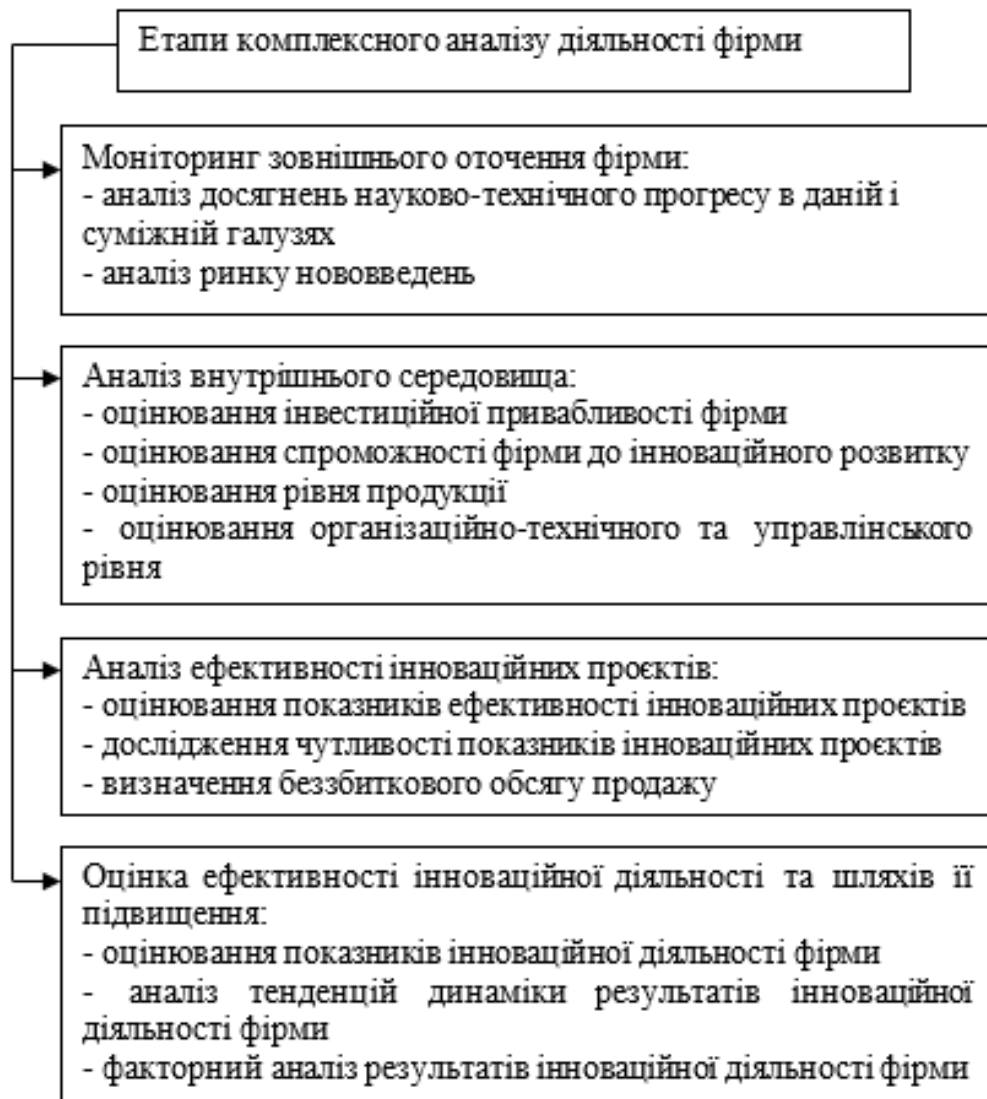 Етапи комплексного аналізу діяльності фірми
Моніторинг зовнішнього оточення фірми:
- аналіз досягнень науково-технічного прогресу в даній і
суміжній галузях
- аналіз ринку нововведень
Аналіз внутрішнього середовища:
- оцінювання інвестиційної привабливості фірми
- оцінювання спроможності фірми до інноваційного розвитку
- оцінювання рівня продукції
- оцінювання організаційно-технічного та управлінського
рівня
Аналіз ефективності інноваційних проєктів:
- оцінювання показників ефективності інноваційних проєктів
- дослідження чутливості показників інноваційних проєктів
- визначення беззбиткового обсягу продажу
Оцінка ефективності інноваційної діяльності та шляхів її
підвищення:
- оцінювання показників інноваційної діяльності фірми
- аналіз тенденцій динаміки результатів інноваційної
діяльності фірми
- факторний аналіз результатів інноваційної діяльності фірми